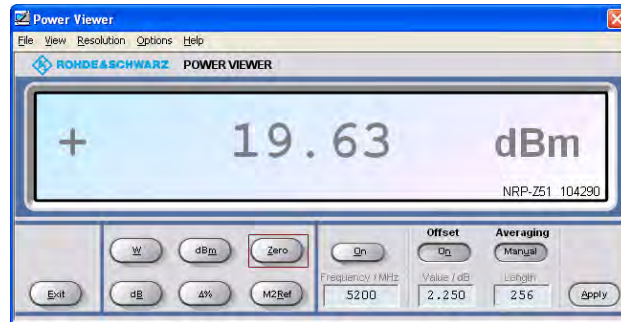 Power Viewer
File View Resolution Options Help
ROHDE&SCHWARZ POWER VIEWER
+ 19.63 dBm
NRP-Z51 104290
Offset Averaging
W dBm Zero On On Manual
Frequency / MHz Value / dB Length
Exit dB Δ% M2Ref 5200 2.250 256 Apply